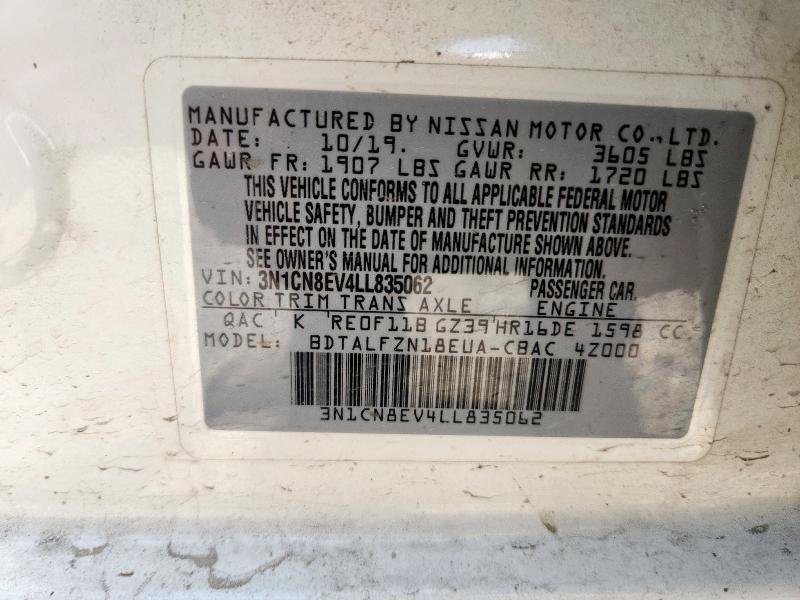 MANUFACTURED BY NISSAN MOTOR CO.,LTD.
DATE: 10/19. GVWR: 3605 LBS
GAWR FR: 1907 LBS GAWR RR: 1720 LBS
THIS VEHICLE CONFORMS TO ALL APPLICABLE FEDERAL MOTOR
VEHICLE SAFETY, BUMPER AND THEFT PREVENTION STANDARDS
IN EFFECT ON THE DATE OF MANUFACTURE SHOWN ABOVE.
SEE OWNER'S MANUAL FOR ADDITIONAL INFORMATION.
VIN: 3N1CN8EV4LL835062 PASSENGER CAR.
COLOR TRIM TRANS AXLE ENGINE
QAC K RE0F11B GZ39 HR16DE 1598 CC
MODEL: BDTALFZN18EUA-CBAC 4Z000
3N1CN8EV4LL835062